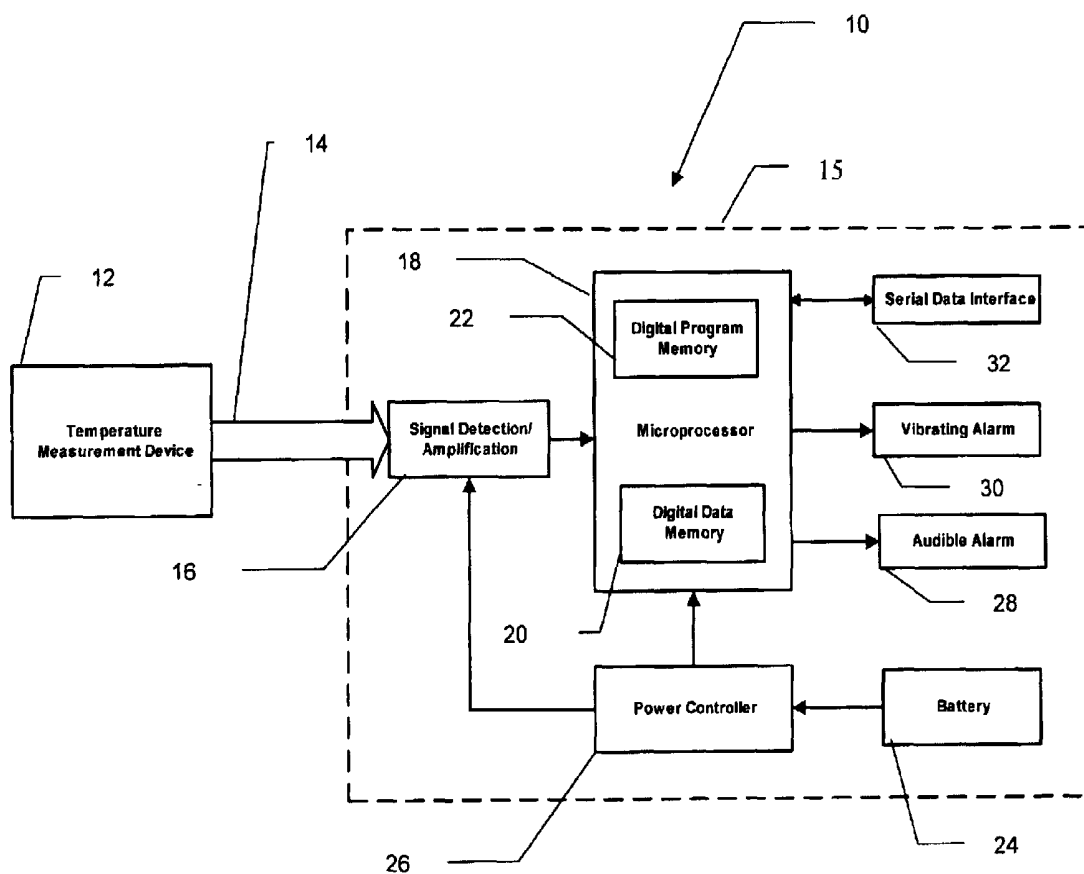 10
14
15
12
18
Serial Data Interface
22
Digital Program
Memory
32
Temperature
Measurement Device
Signal Detection/
Amplification
Microprocessor
Vibrating Alarm
30
Digital Data
Memory
Audible Alarm
16
28
20
Power Controller
Battery
26
24